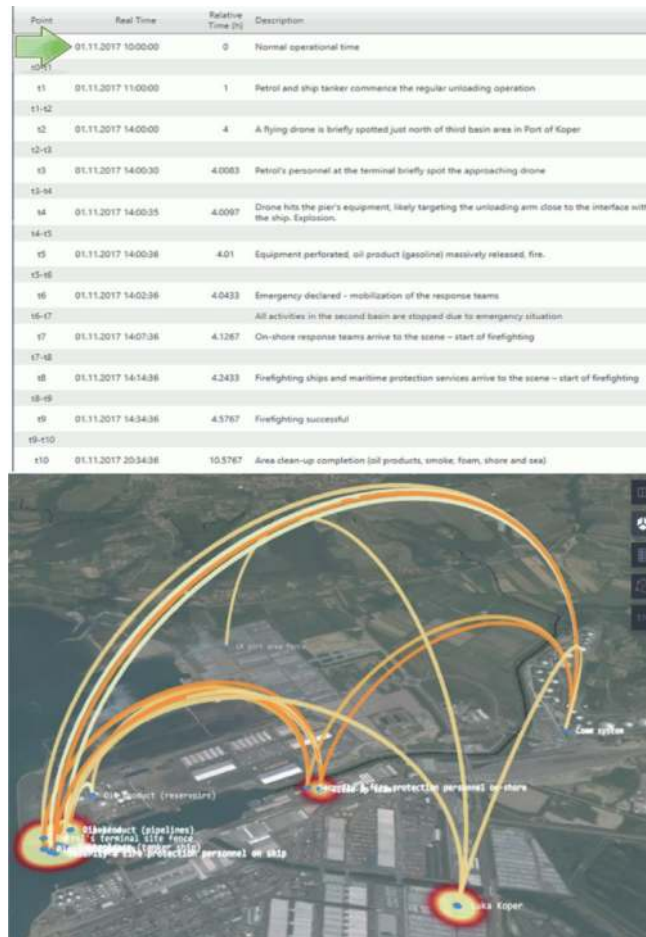 Point Real Time Relative Time (h) Description
01.11.2017 10:00:00 0 Normal operational time
t0-t1
t1 01.11.2017 11:00:00 1 Petrol and ship tanker commence the regular unloading operation
t1-t2
t2 01.11.2017 14:00:00 4 A flying drone is briefly spotted just north of third basin area in Port of Koper
t2-t3
t3 01.11.2017 14:00:30 4.0083 Petrol's personnel at the terminal briefly spot the approaching drone
t3-t4
t4 01.11.2017 14:00:35 4.0097 Drone hits the pier's equipment, likely targeting the unloading arm close to the interface with
the ship. Explosion.
t4-t5
t5 01.11.2017 14:00:36 4.01 Equipment perforated, oil product (gasoline) massively released, fire.
t5-t6
t6 01.11.2017 14:02:36 4.0433 Emergency declared - mobilization of the response teams
t6-t7 All activities in the second basin are stopped due to emergency situation
t7 01.11.2017 14:07:36 4.1267 On-shore response teams arrive to the scene – start of firefighting
t7-t8
t8 01.11.2017 14:14:36 4.2433 Firefighting ships and maritime protection services arrive to the scene – start of firefighting
t8-t9
t9 01.11.2017 14:34:36 4.5767 Firefighting successful
t9-t10
t10 01.11.2017 20:34:36 10.5767 Area clean-up completion (oil products, smoke, foam, shore and sea)
LK port area fence
Comm system
Oil product (reservoirs)
fire protection personnel on-shore
product (pipelines)
terminal site fence
(tanker ship)
fire protection personnel on ship
Luka Koper